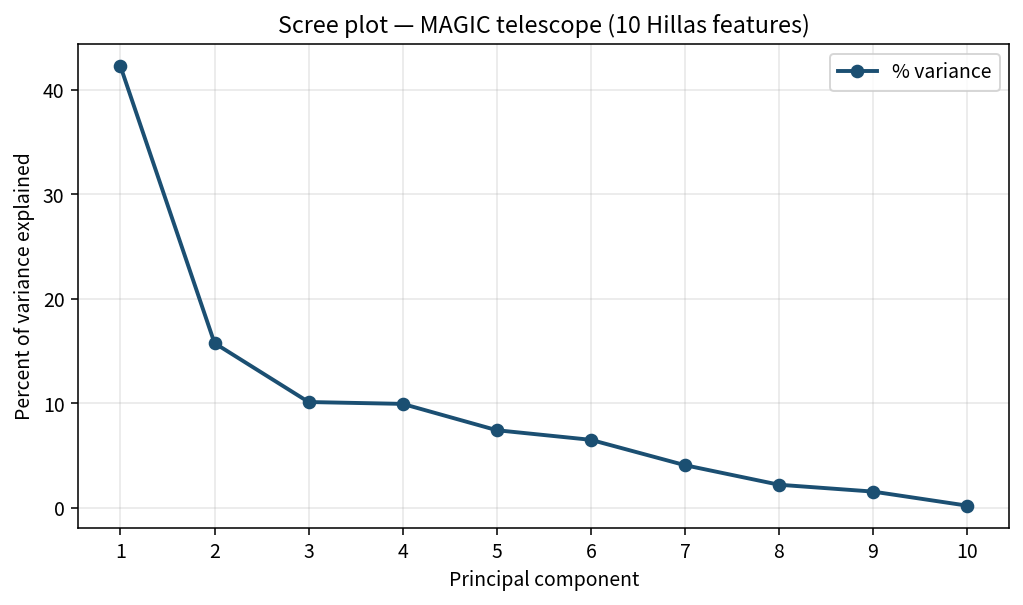 Scree plot — MAGIC telescope (10 Hillas features)
% variance
Percent of variance explained
40
30
20
10
0
1 2 3 4 5 6 7 8 9 10
Principal component